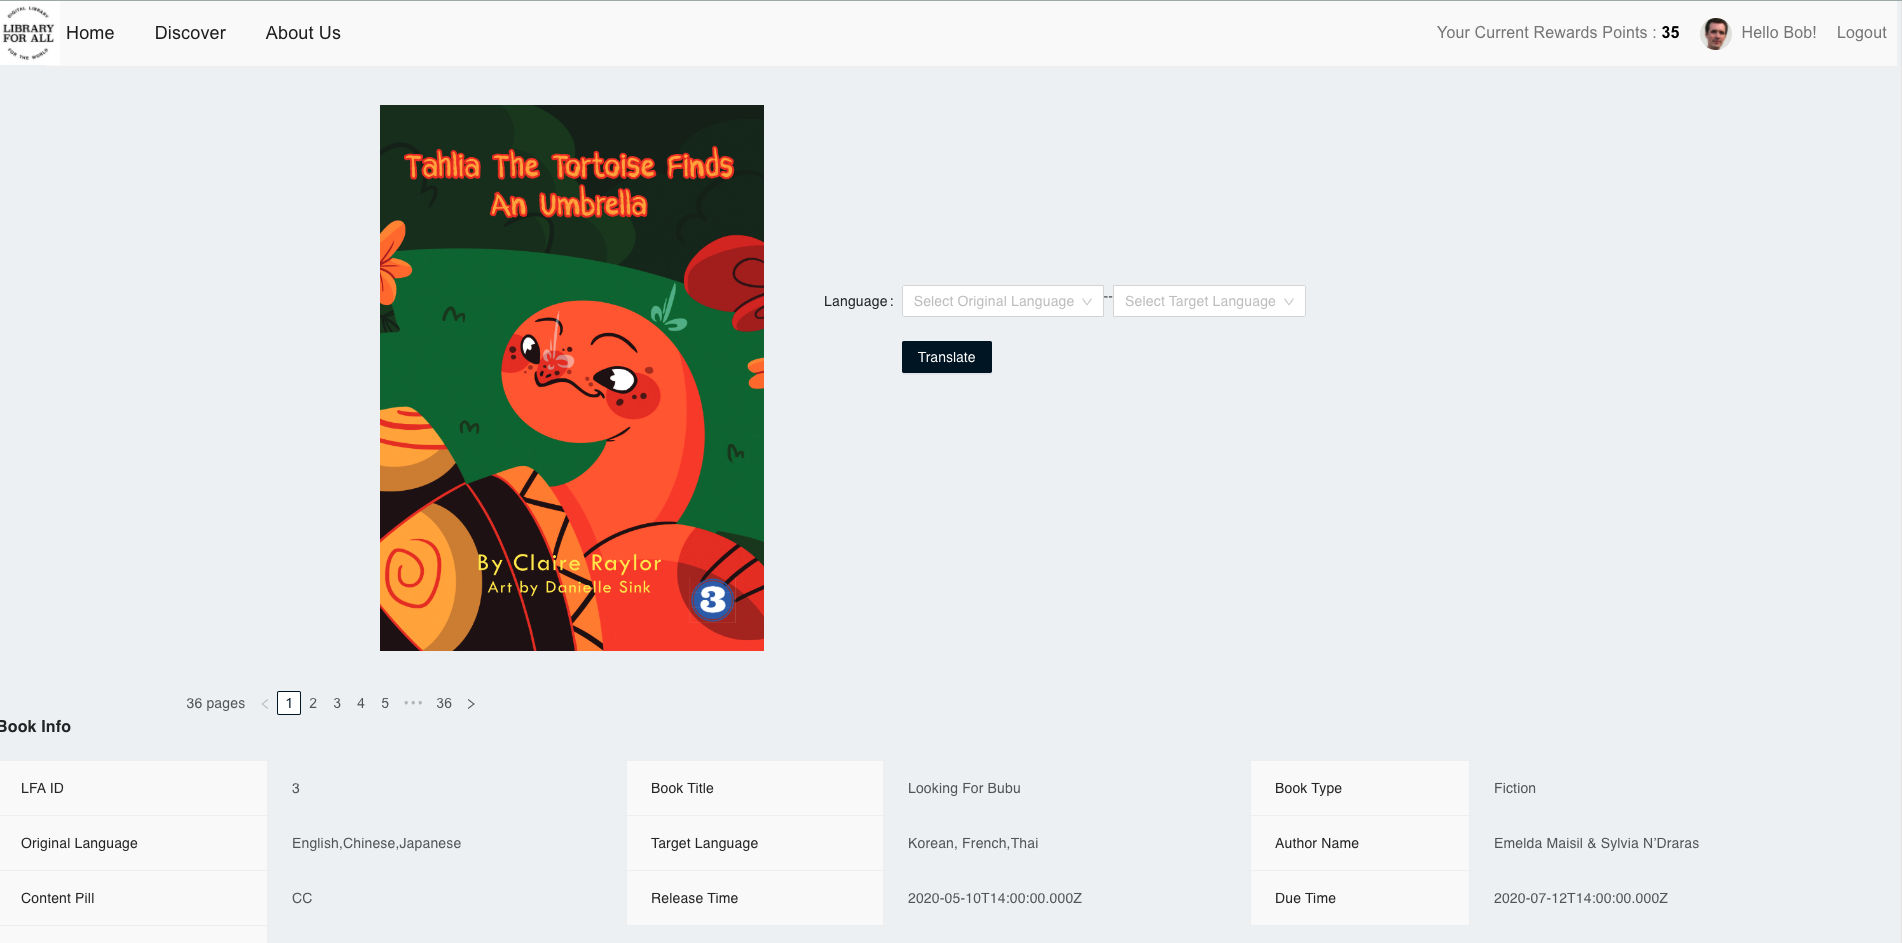 DIGITAL LIBRARY
LIBRARY
FOR ALL
FOR THE WORLD
Home Discover About Us Your Current Rewards Points : 35 Hello Bob! Logout
Tahlia The Tortoise Finds
An Umbrella
By Claire Raylor
Art by Danielle Sink
3
Language : Select Original Language -- Select Target Language
Translate
36 pages < 1 2 3 4 5 ••• 36 >
Book Info
LFA ID 3 Book Title Looking For Bubu Book Type Fiction
Original Language English,Chinese,Japanese Target Language Korean, French,Thai Author Name Emelda Maisil & Sylvia N’Draras
Content Pill CC Release Time 2020-05-10T14:00:00.000Z Due Time 2020-07-12T14:00:00.000Z